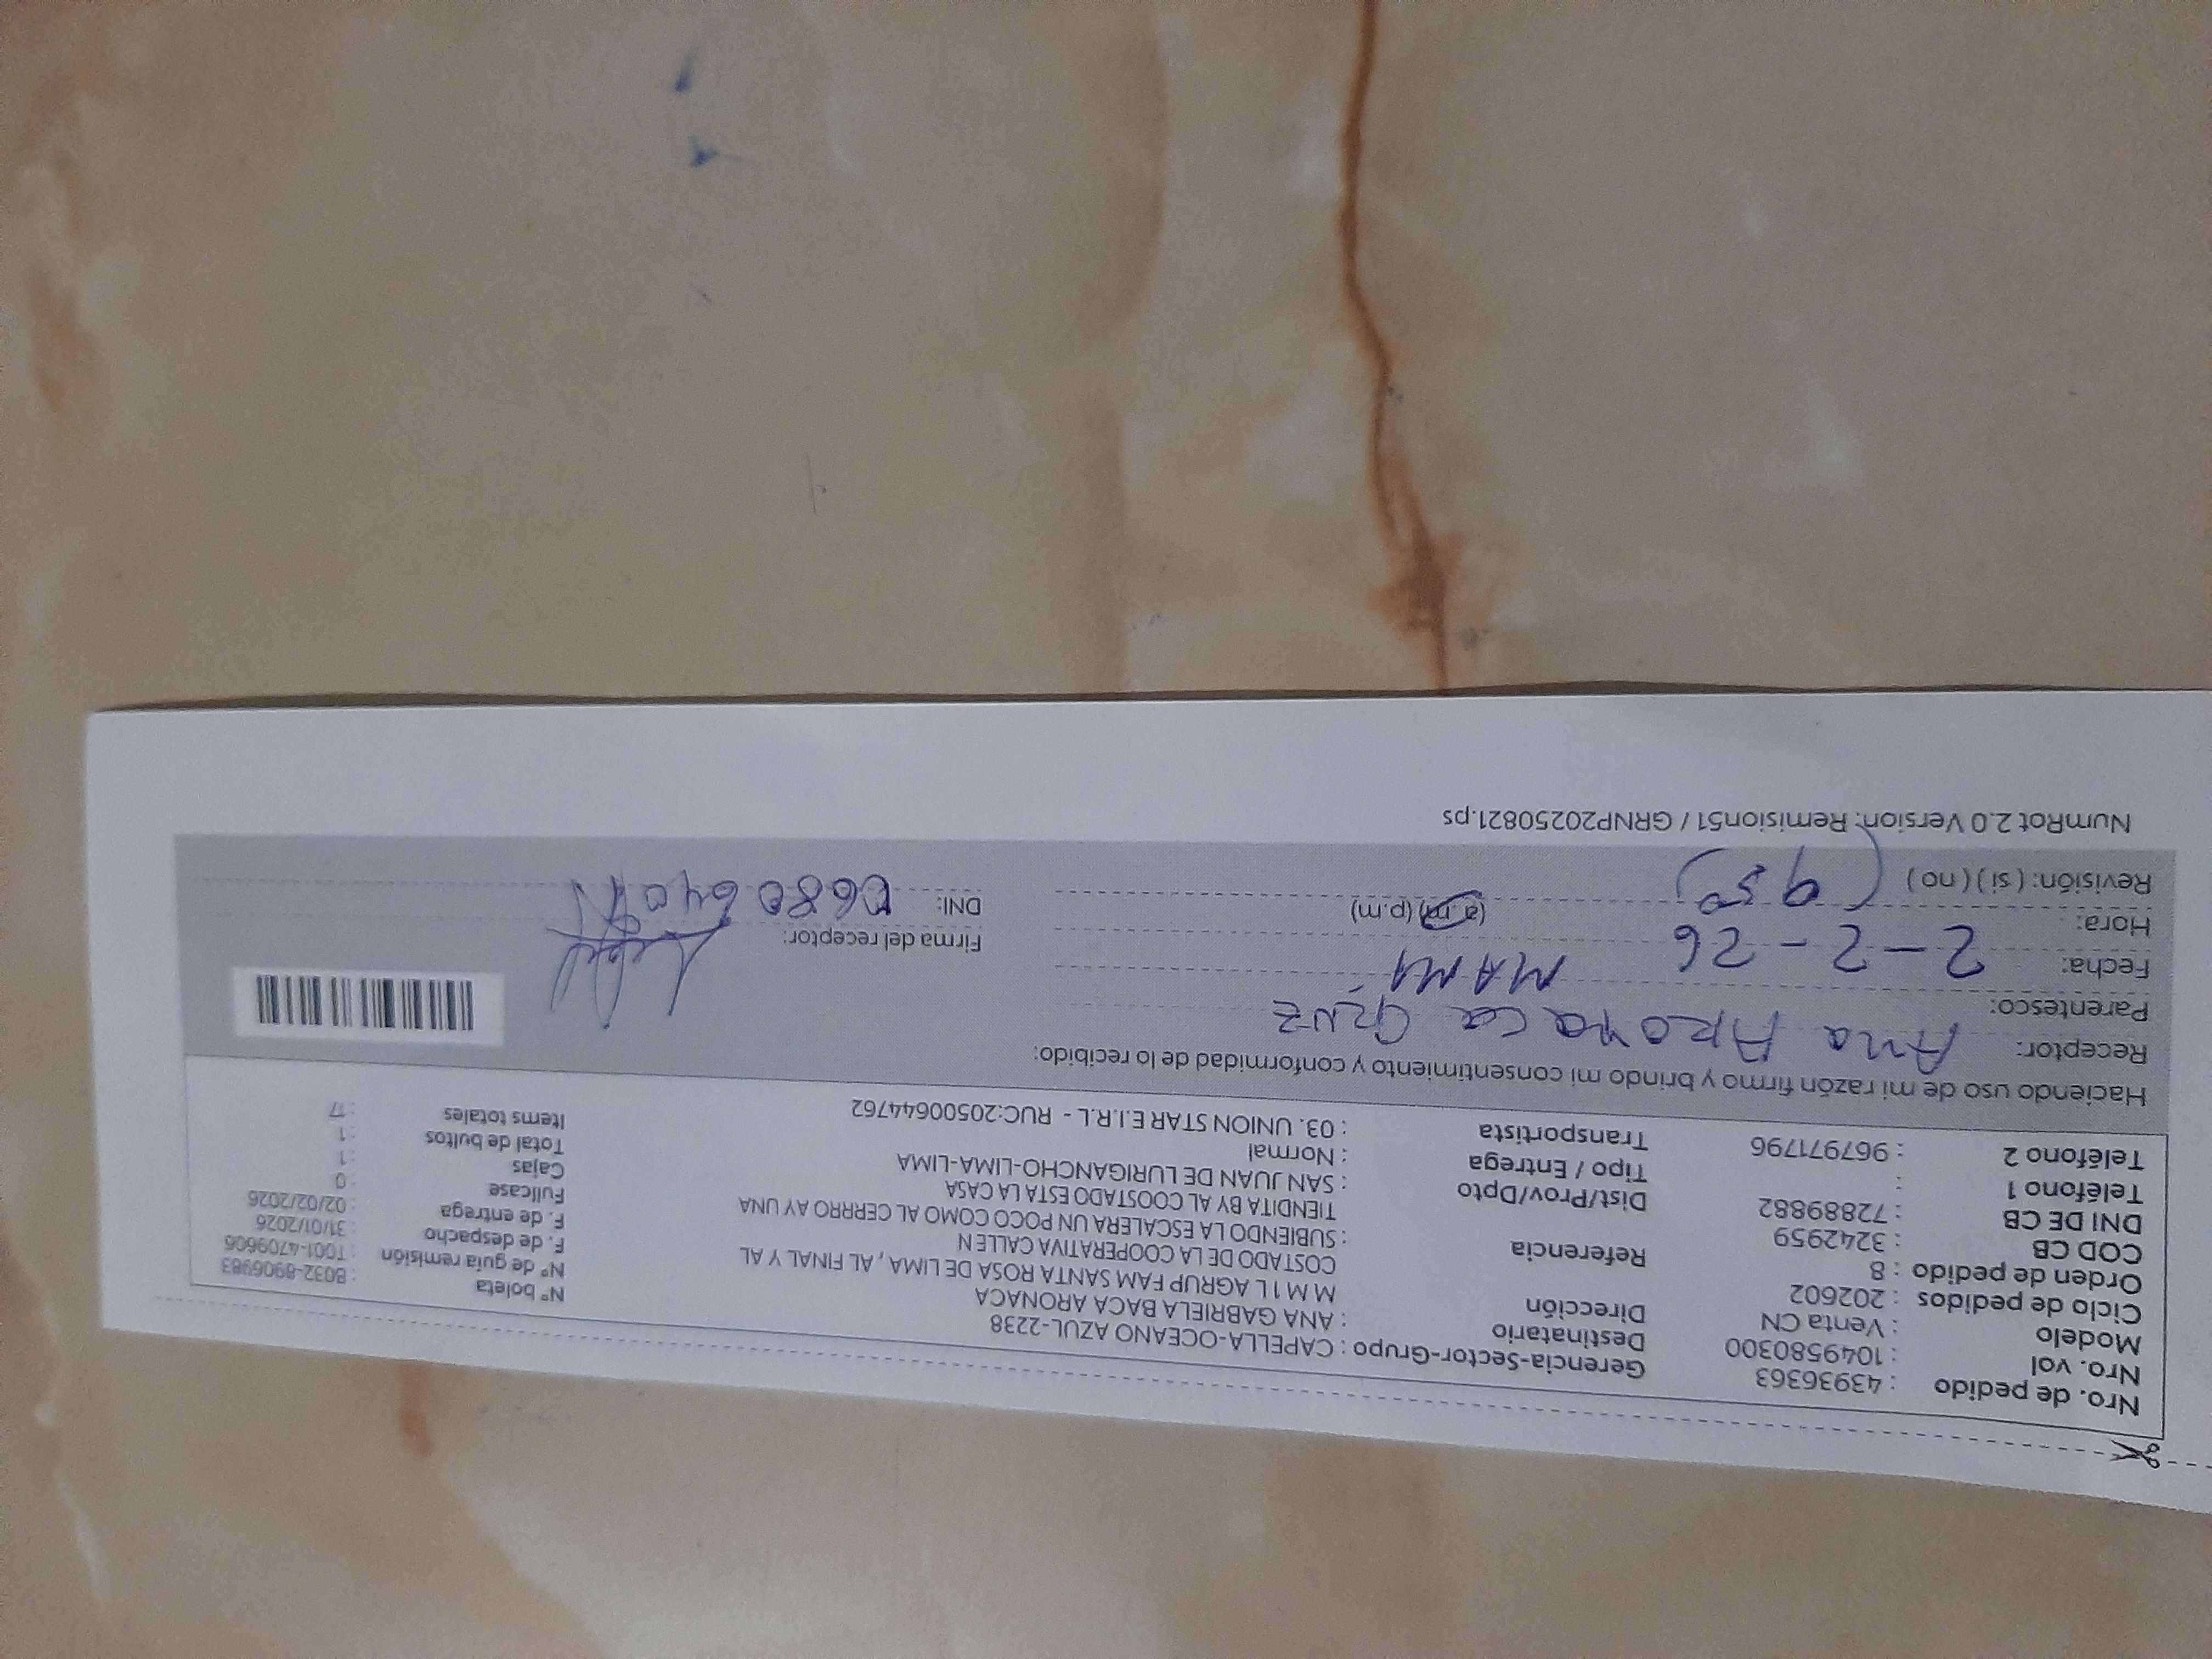 Nro. de pedido : 43936363
Nro. vol : 1049580300
Modelo : Venta CN
Ciclo de pedidos : 202602
Orden de pedido : 8
COD CB : 3242959
DNI DE CB : 72889882
Teléfono 1 :
Teléfono 2 : 967971796
Gerencia-Sector-Grupo : CAPELLA-OCEANO AZUL-2238
Destinatario : ANA GABRIELA BACA ARONACA
Dirección M M 1 L AGRUP FAM SANTA ROSA DE LIMA , AL FINAL Y AL
COSTADO DE LA COOPERATIVA CALLE N
Referencia : SUBIENDO LA ESCALERA UN POCO COMO AL CERRRO AY UNA
TIENDITA BY AL COOSTADO ESTA LA CASA
Dist/Prov/Dpto : SAN JUAN DE LURIGANCHO-LIMA-LIMA
Tipo / Entrega : Normal
Transportista : 03. UNION STAR E.I.R.L - RUC:20500644762
N° boleta : B032-8906983
N° de guía remisión : T001-4709606
F. de despacho : 31/01/2026
F. de entrega : 02/02/2026
Fullcase : 0
Cajas : 1
Total de bultos : 1
Items totales : 17
Haciendo uso de mi razón firmo y brindo mi consentimiento y conformidad de lo recibido:
Receptor: Ana AROnaca CRUZ
Parentesco: MAMÁ
Fecha: 2-2-26
Hora: (9 50) (a.m) (p.m)
Revisión: ( si ) ( no )
Firma del receptor:
DNI:
NumRot 2.0 Version: Remision51 / GRNP20250821.ps